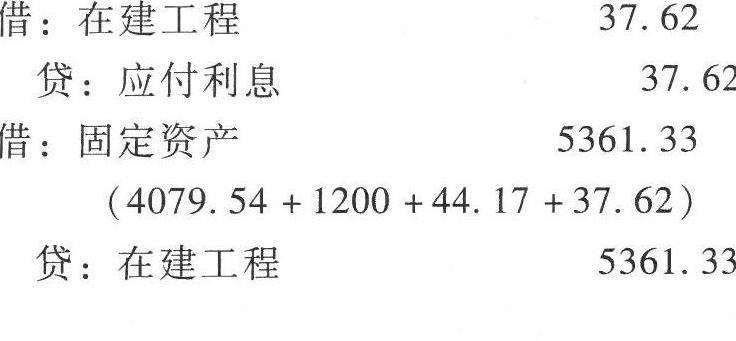 借：在建工程 37.62
贷：应付利息 37.62
借：固定资产 5361.33
（4079.54+1200+44.17+37.62）
贷：在建工程 5361.33